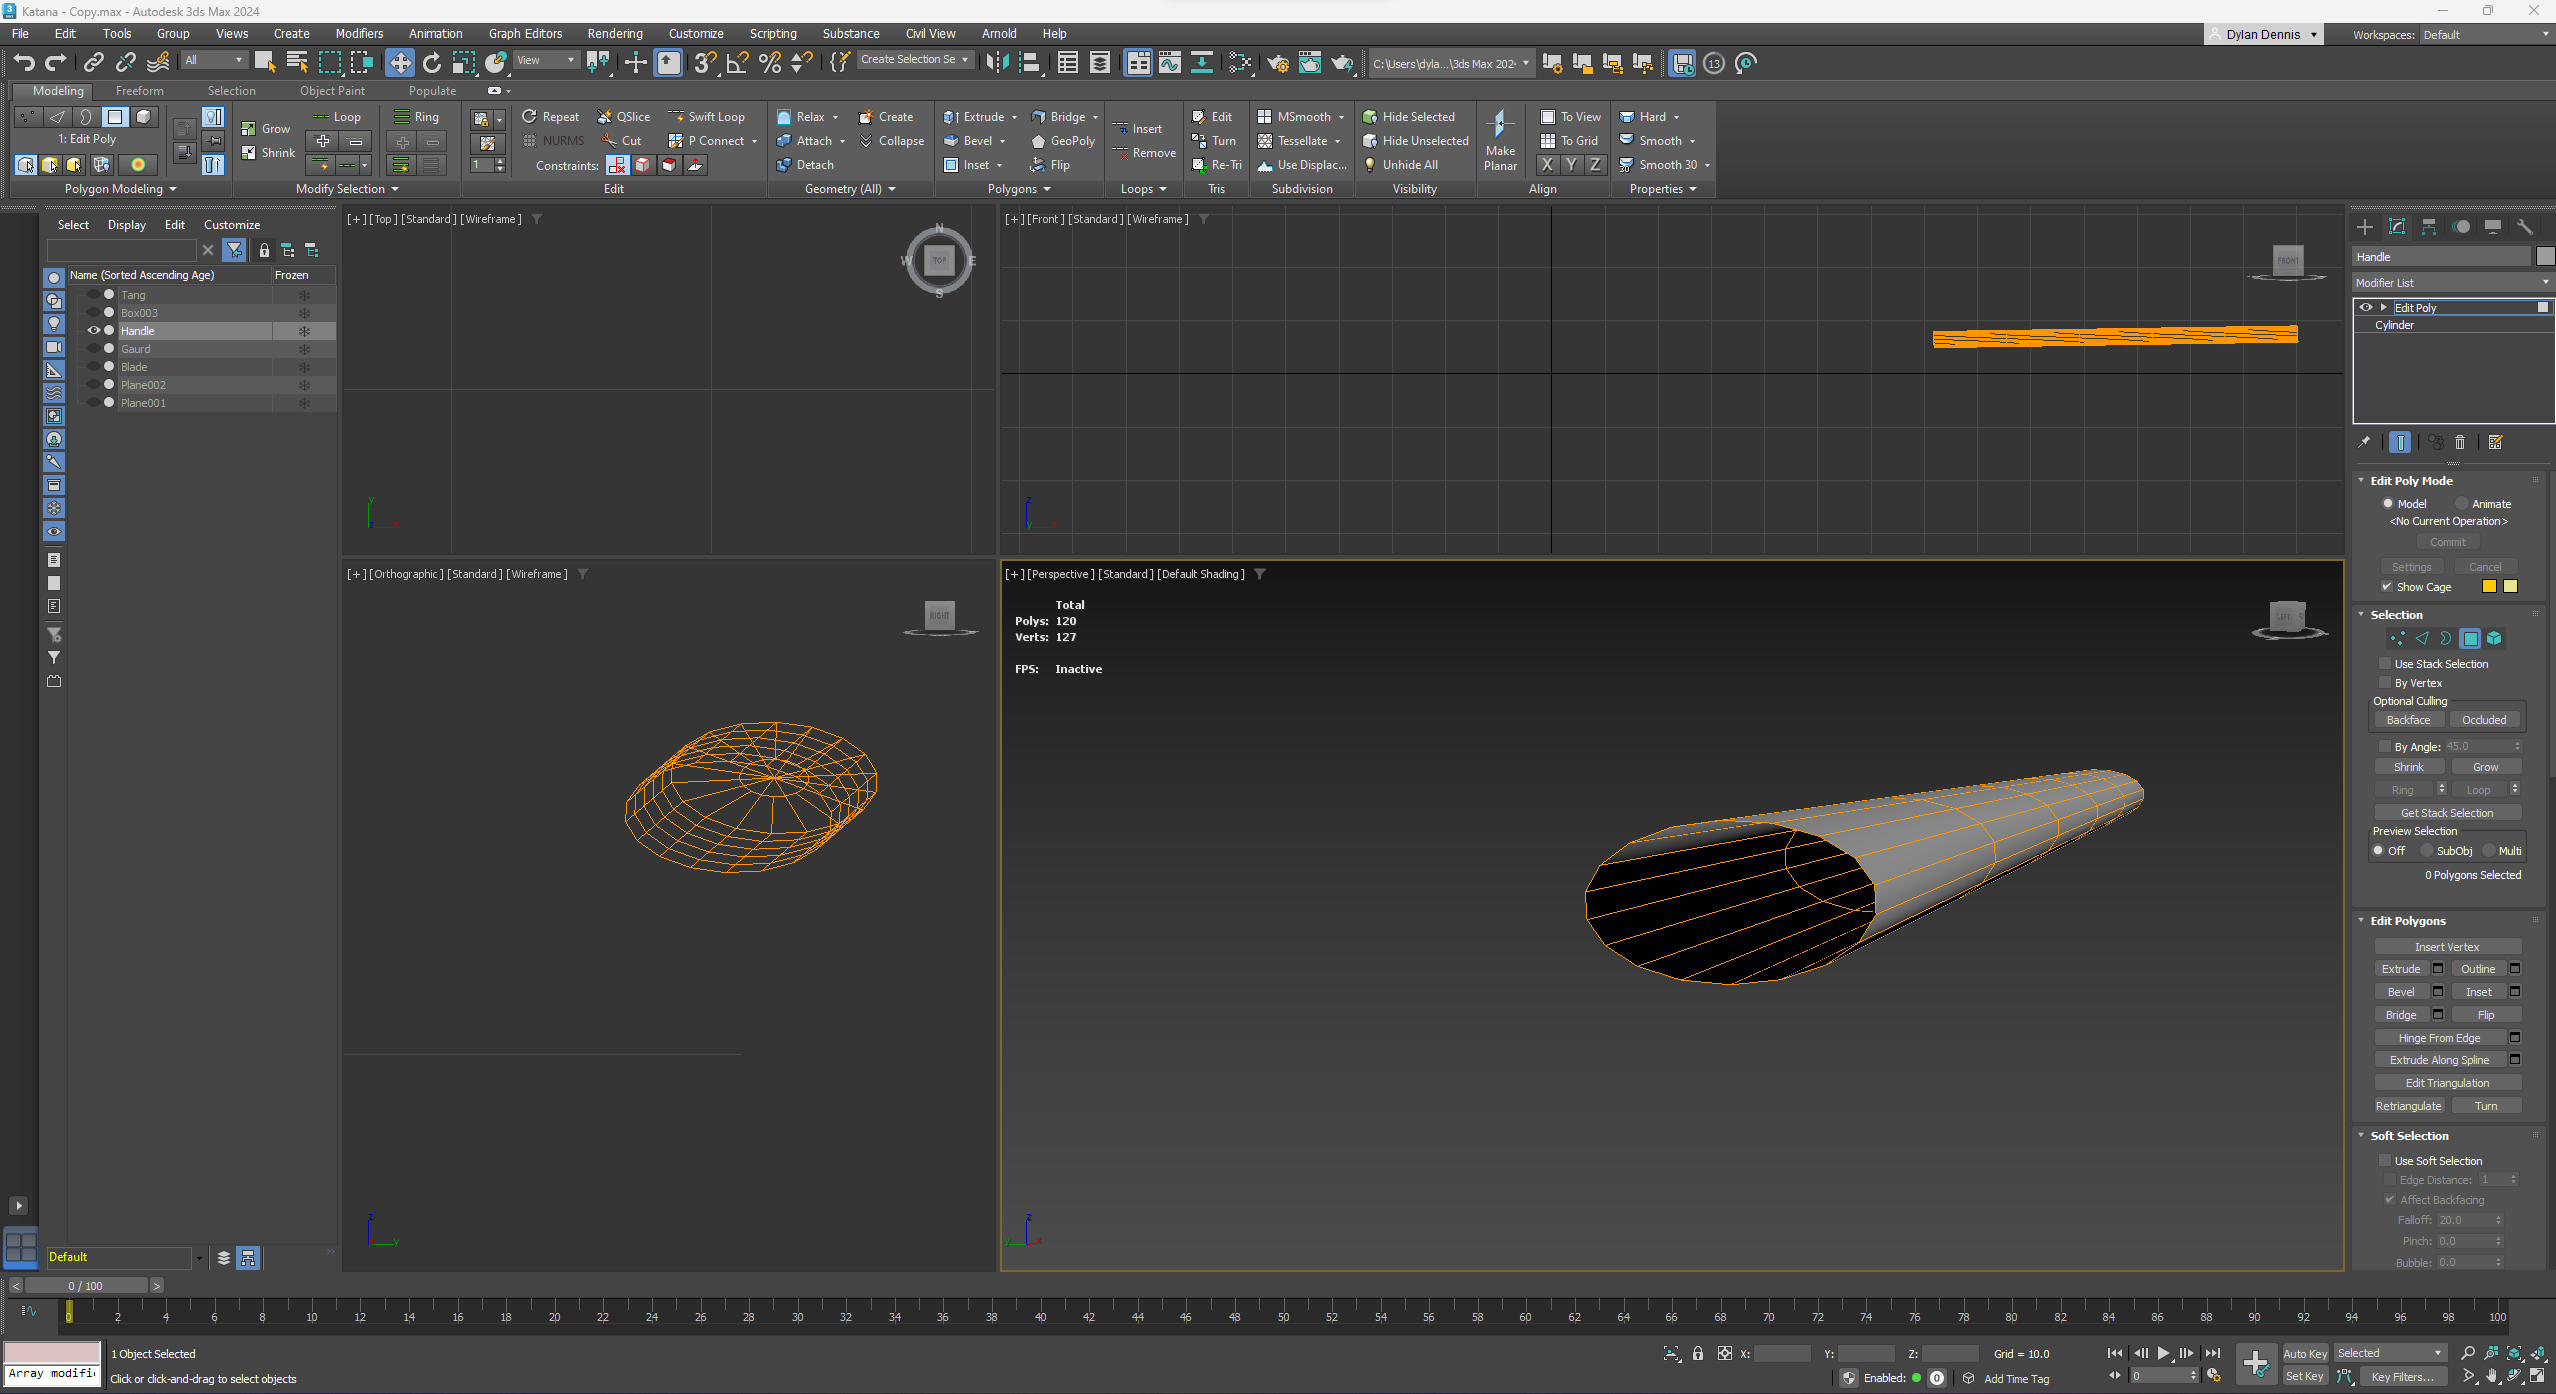 Katana - Copy.max - Autodesk 3ds Max 2024
File Edit Tools Group Views Create Modifiers Animation Graph Editors Rendering Customize Scripting Substance Civil View Arnold Help
Dylan Dennis
Workspaces: Default
All
View
Create Selection Se
C:\Users\dyla...\3ds Max 202
13
Modeling Freeform Selection Object Paint Populate
Grow Loop Ring Repeat QSlice Swift Loop Relax Create Extrude Bridge Insert Edit MSmooth Hide Selected To View Hard
1: Edit Poly
Shrink NURMS Cut P Connect Attach Collapse Bevel GeoPoly Remove Turn Tessellate Hide Unselected Make Planar To Grid Smooth
1 Constraints: Detach Inset Flip Re-Tri Use Displac... Unhide All X Y Z Smooth 30
Polygon Modeling Modify Selection Edit Geometry (All) Polygons Loops Tris Subdivision Visibility Align Properties
Select Display Edit Customize
Name (Sorted Ascending Age) Frozen
Tang
Box003
Handle
Gaurd
Blade
Plane002
Plane001
[+] [Top] [Standard] [Wireframe]
N
W TOP E
S
y
x
[+] [Front] [Standard] [Wireframe]
FRONT
z
y x
[+] [Orthographic] [Standard] [Wireframe]
RIGHT
z
x y
[+] [Perspective] [Standard] [Default Shading]
Total
Polys: 120
Verts: 127
FPS: Inactive
LEFT
z
y x
Handle
Modifier List
Edit Poly
Cylinder
Edit Poly Mode
Model Animate
<No Current Operation>
Commit
Settings Cancel
Show Cage
Selection
Use Stack Selection
By Vertex
Optional Culling
Backface Occluded
By Angle: 45.0
Shrink Grow
Ring Loop
Get Stack Selection
Preview Selection
Off SubObj Multi
0 Polygons Selected
Edit Polygons
Insert Vertex
Extrude Outline
Bevel Inset
Bridge Flip
Hinge From Edge
Extrude Along Spline
Edit Triangulation
Retriangulate Turn
Soft Selection
Use Soft Selection
Edge Distance: 1
Affect Backfacing
Falloff: 20.0
Pinch: 0.0
Bubble: 0.0
Default
< 0 / 100 >
0 2 4 6 8 10 12 14 16 18 20 22 24 26 28 30 32 34 36 38 40 42 44 46 48 50 52 54 56 58 60 62 64 66 68 70 72 74 76 78 80 82 84 86 88 90 92 94 96 98 100
1 Object Selected
Array modifi
Click or click-and-drag to select objects
X: Y: Z: Grid = 10.0
Enabled: 0 Add Time Tag
0
Auto Key Selected
Set Key Key Filters...